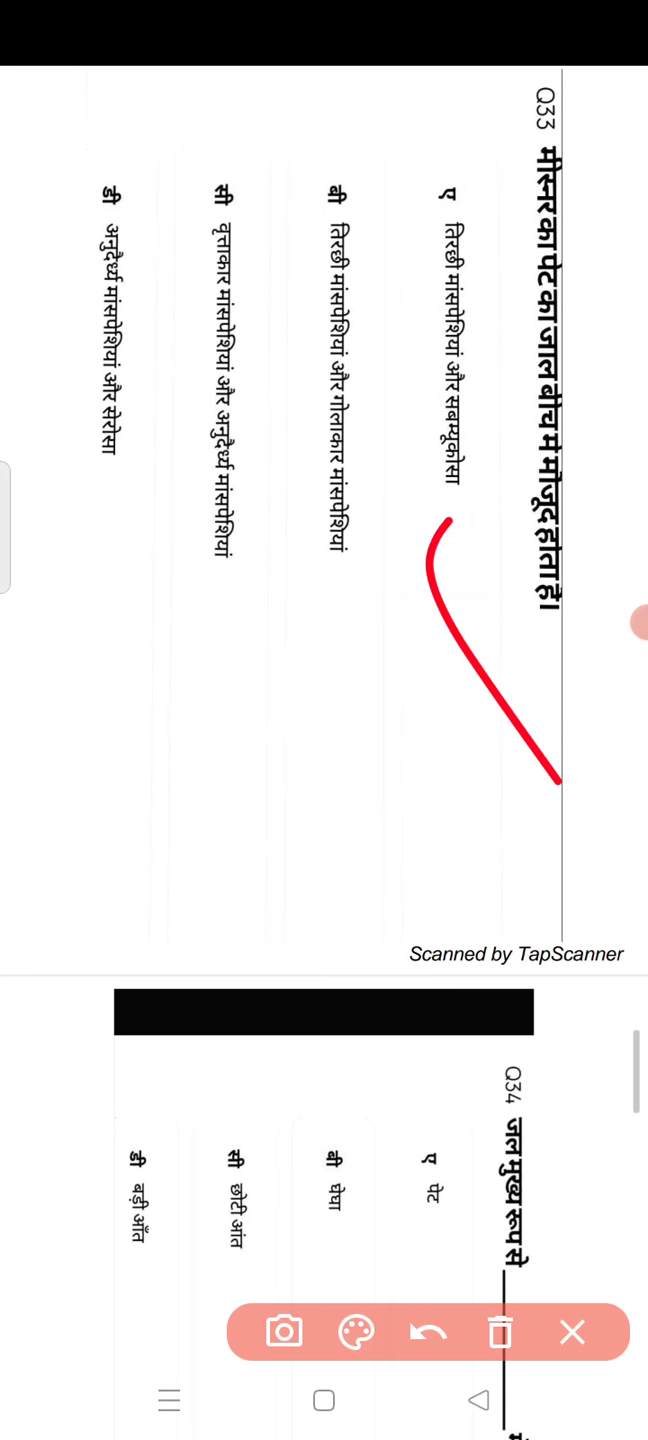 Q33 मीस्नर का पेट का जाल बीच में मौजूद होता है।
ए तिरछी मांसपेशियां और सबम्यूकोसा
बी तिरछी मांसपेशियां और गोलाकार मांसपेशियां
सी वृत्ताकार मांसपेशियां और अनुदैर्ध्य मांसपेशियां
डी अनुदैर्ध्य मांसपेशियां और सेरोसा
Scanned by TapScanner
Q34 जल मुख्य रूप से
ए पेट
बी घेघा
सी छोटी आंत
डी बड़ी आँत